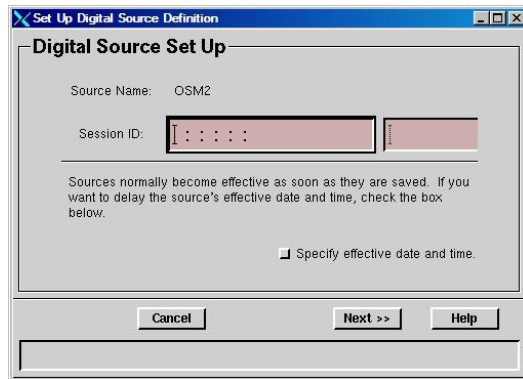 Set Up Digital Source Definition
Digital Source Set Up
Source Name: OSM2
Session ID: : : : : :
Sources normally become effective as soon as they are saved. If you
want to delay the source's effective date and time, check the box
below.
Specify effective date and time.
Cancel Next >> Help